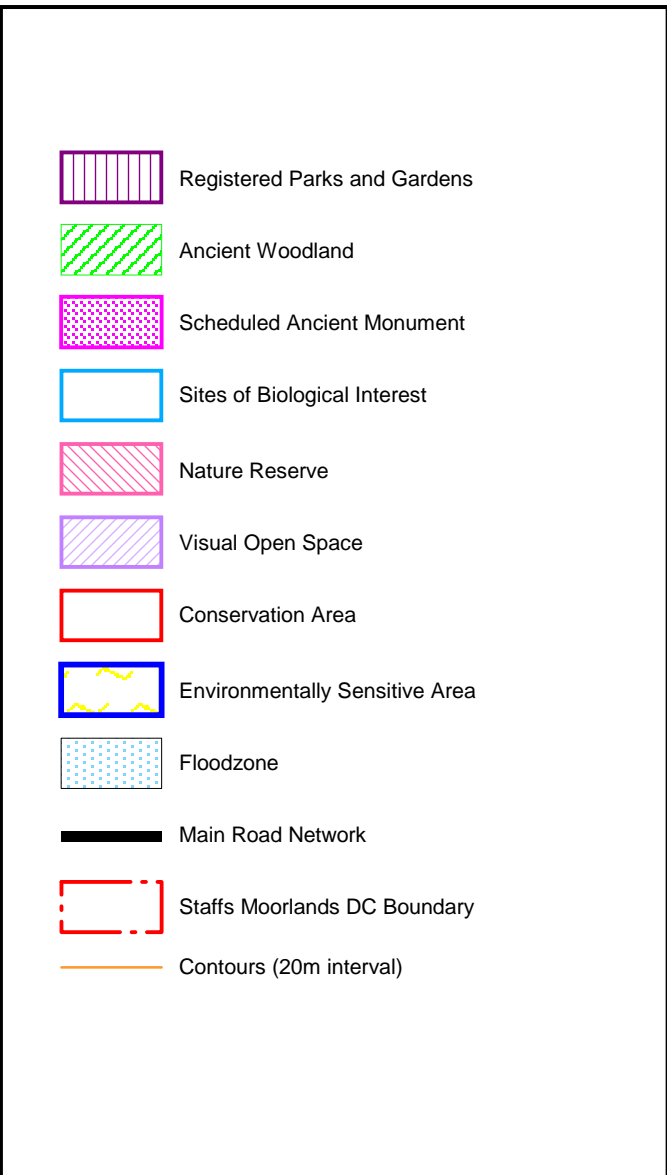 Registered Parks and Gardens
Ancient Woodland
Scheduled Ancient Monument
Sites of Biological Interest
Nature Reserve
Visual Open Space
Conservation Area
Environmentally Sensitive Area
Floodzone
Main Road Network
Staffs Moorlands DC Boundary
Contours (20m interval)